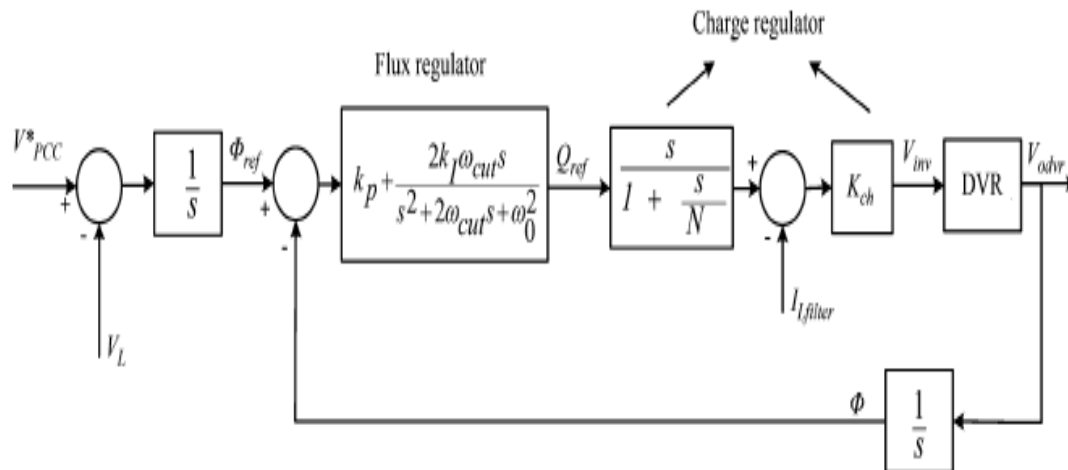 Charge regulator
Flux regulator
V*PCC
+
-
VL
1/s
Φref
+
-
kp + 2kIωcuts / s² + 2ωcuts + ω0²
Qref
s / 1 + s/N
+
-
ILfilter
Kch
Vinv
DVR
Vodvr
Φ
1/s